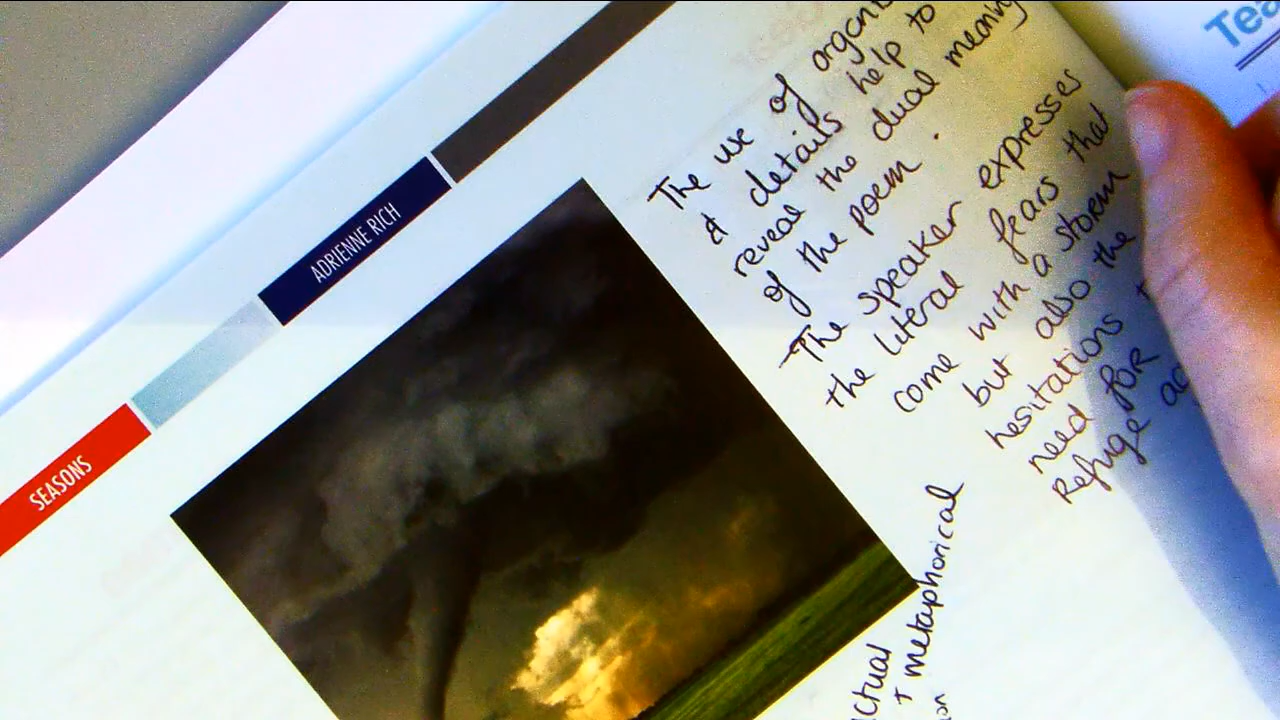 SEASONS
ADRIENNE RICH
The use of
& details help to
reveal the dual meaning
of the poem.
The speaker expresses
the literal fears that
come with a storm
but also the
hesitations
need for
Refuge
metaphorical
Tea